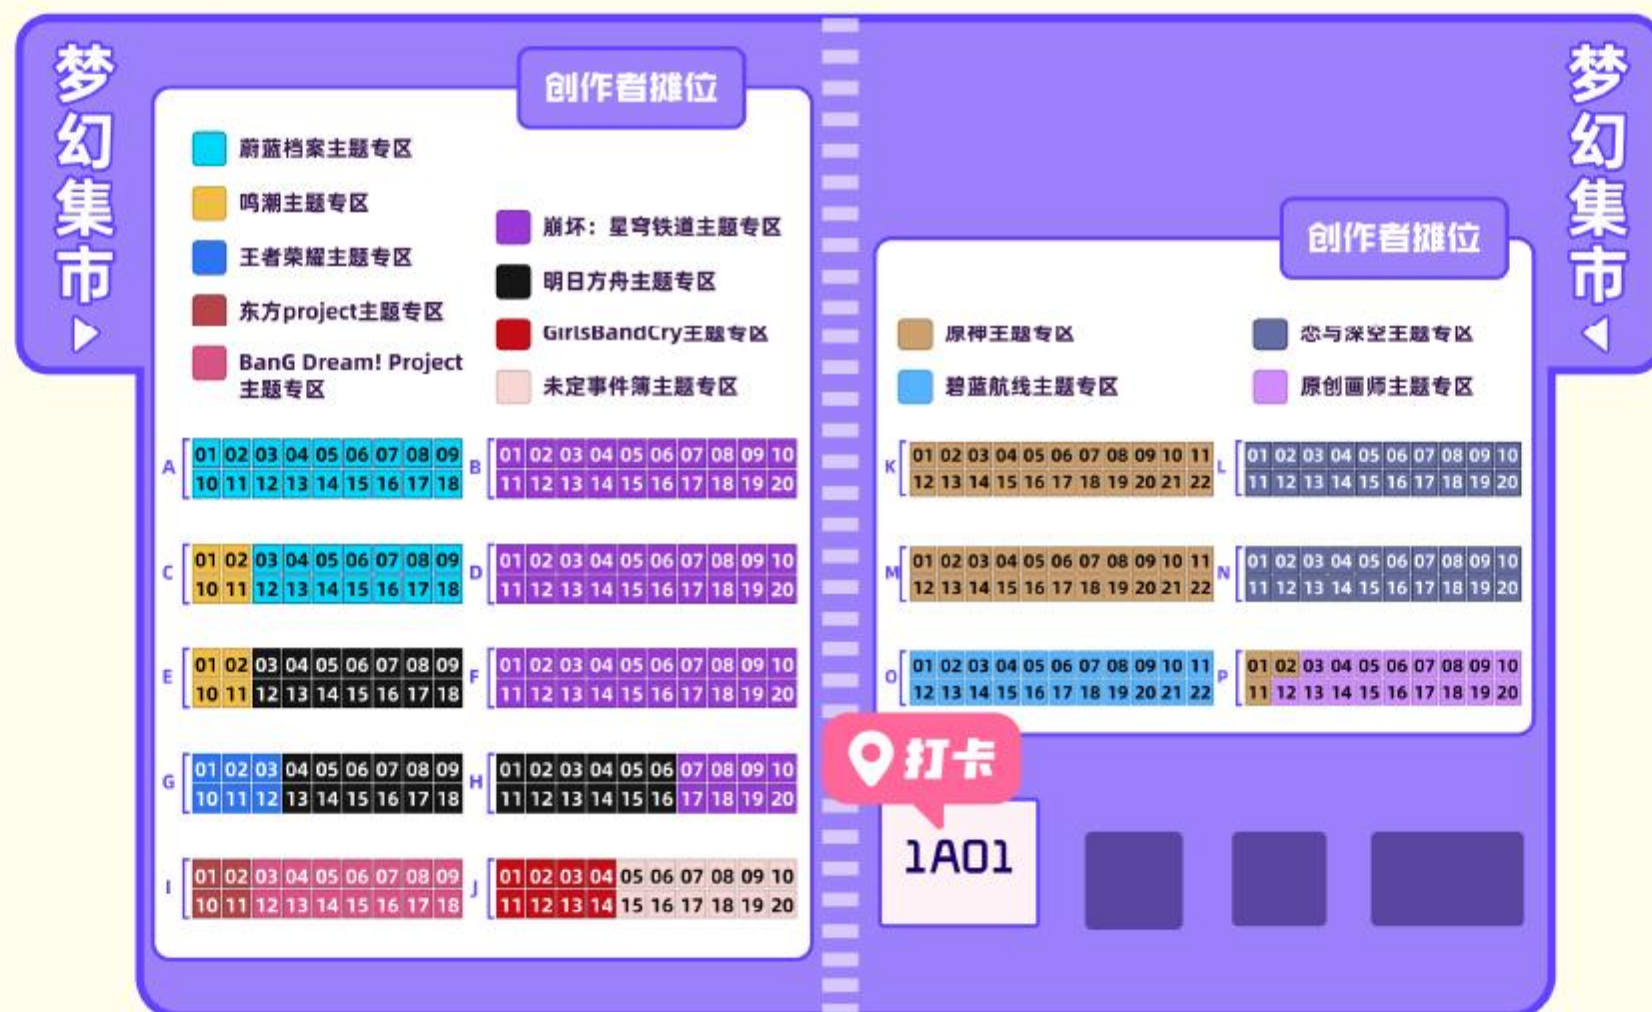 梦幻集市
创作者摊位
蔚蓝档案主题专区
鸣潮主题专区
王者荣耀主题专区
东方project主题专区
BanG Dream! Project
主题专区
崩坏：星穹铁道主题专区
明日方舟主题专区
GirlsBandCry主题专区
未定事件簿主题专区
A
01 02 03 04 05 06 07 08 09
10 11 12 13 14 15 16 17 18
B
01 02 03 04 05 06 07 08 09 10
11 12 13 14 15 16 17 18 19 20
C
01 02 03 04 05 06 07 08 09
10 11 12 13 14 15 16 17 18
D
01 02 03 04 05 06 07 08 09 10
11 12 13 14 15 16 17 18 19 20
E
01 02 03 04 05 06 07 08 09
10 11 12 13 14 15 16 17 18
F
01 02 03 04 05 06 07 08 09 10
11 12 13 14 15 16 17 18 19 20
G
01 02 03 04 05 06 07 08 09
10 11 12 13 14 15 16 17 18
H
01 02 03 04 05 06 07 08 09 10
11 12 13 14 15 16 17 18 19 20
I
01 02 03 04 05 06 07 08 09
10 11 12 13 14 15 16 17 18
J
01 02 03 04 05 06 07 08 09 10
11 12 13 14 15 16 17 18 19 20
梦幻集市
创作者摊位
原神主题专区
碧蓝航线主题专区
恋与深空主题专区
原创画师主题专区
K
01 02 03 04 05 06 07 08 09 10 11
12 13 14 15 16 17 18 19 20 21 22
L
01 02 03 04 05 06 07 08 09 10
11 12 13 14 15 16 17 18 19 20
M
01 02 03 04 05 06 07 08 09 10 11
12 13 14 15 16 17 18 19 20 21 22
N
01 02 03 04 05 06 07 08 09 10
11 12 13 14 15 16 17 18 19 20
O
01 02 03 04 05 06 07 08 09 10 11
12 13 14 15 16 17 18 19 20 21 22
P
01 02 03 04 05 06 07 08 09 10
11 12 13 14 15 16 17 18 19 20
打卡
1A01